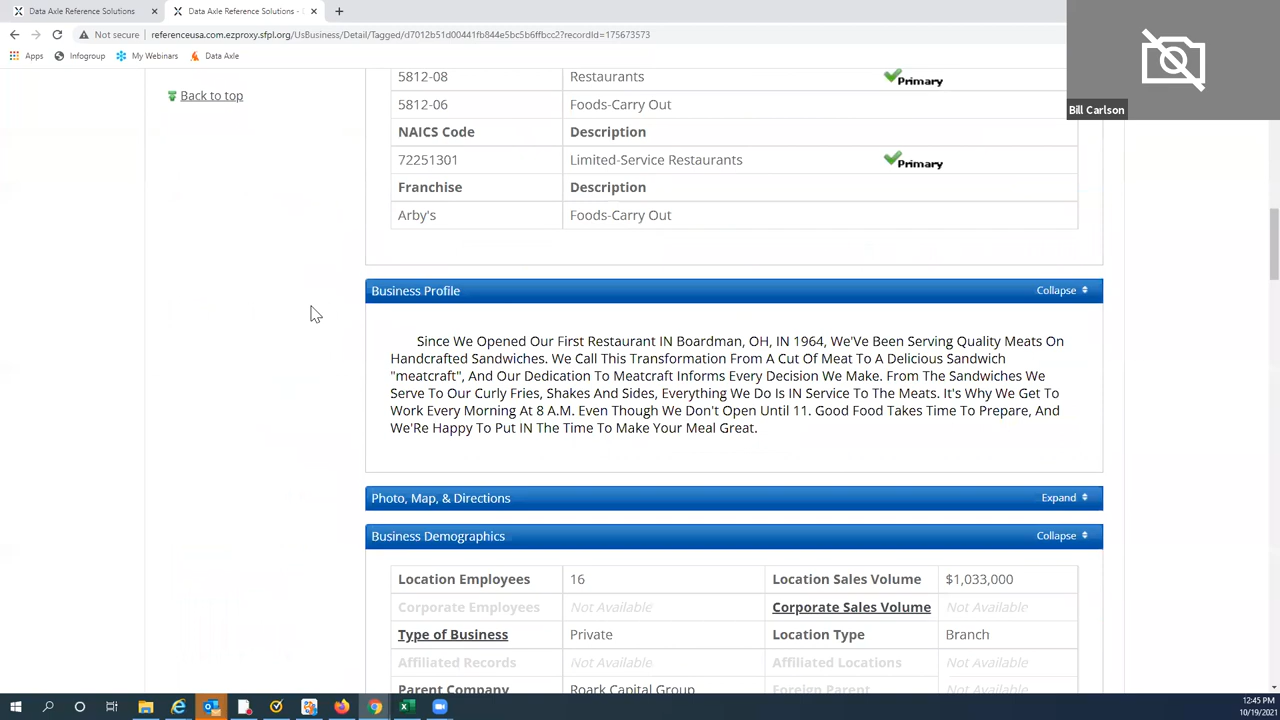 Data Axle Reference Solutions
Data Axle Reference Solutions -
Not secure
referenceusa.com.ezproxy.sfpl.org/UsBusiness/Detail/Tagged/d7012b51d00441fb844e5bc5b6ffbcc2?recordId=175673573
Apps
Infogroup
My Webinars
Data Axle
Bill Carlson
Back to top
5812-08 Restaurants Primary
5812-06 Foods-Carry Out
NAICS Code Description
72251301 Limited-Service Restaurants Primary
Franchise Description
Arby's Foods-Carry Out
Business Profile Collapse
Since We Opened Our First Restaurant IN Boardman, OH, IN 1964, We'Ve Been Serving Quality Meats On
Handcrafted Sandwiches. We Call This Transformation From A Cut Of Meat To A Delicious Sandwich
"meatcraft", And Our Dedication To Meatcraft Informs Every Decision We Make. From The Sandwiches We
Serve To Our Curly Fries, Shakes And Sides, Everything We Do Is IN Service To The Meats. It's Why We Get To
Work Every Morning At 8 A.M. Even Though We Don't Open Until 11. Good Food Takes Time To Prepare, And
We'Re Happy To Put IN The Time To Make Your Meal Great.
Photo, Map, & Directions Expand
Business Demographics Collapse
Location Employees 16 Location Sales Volume $1,033,000
Corporate Employees Not Available Corporate Sales Volume Not Available
Type of Business Private Location Type Branch
Affiliated Records Not Available Affiliated Locations Not Available
Parent Company Roark Capital Group Foreign Parent Not Available
12:45 PM
10/19/2021